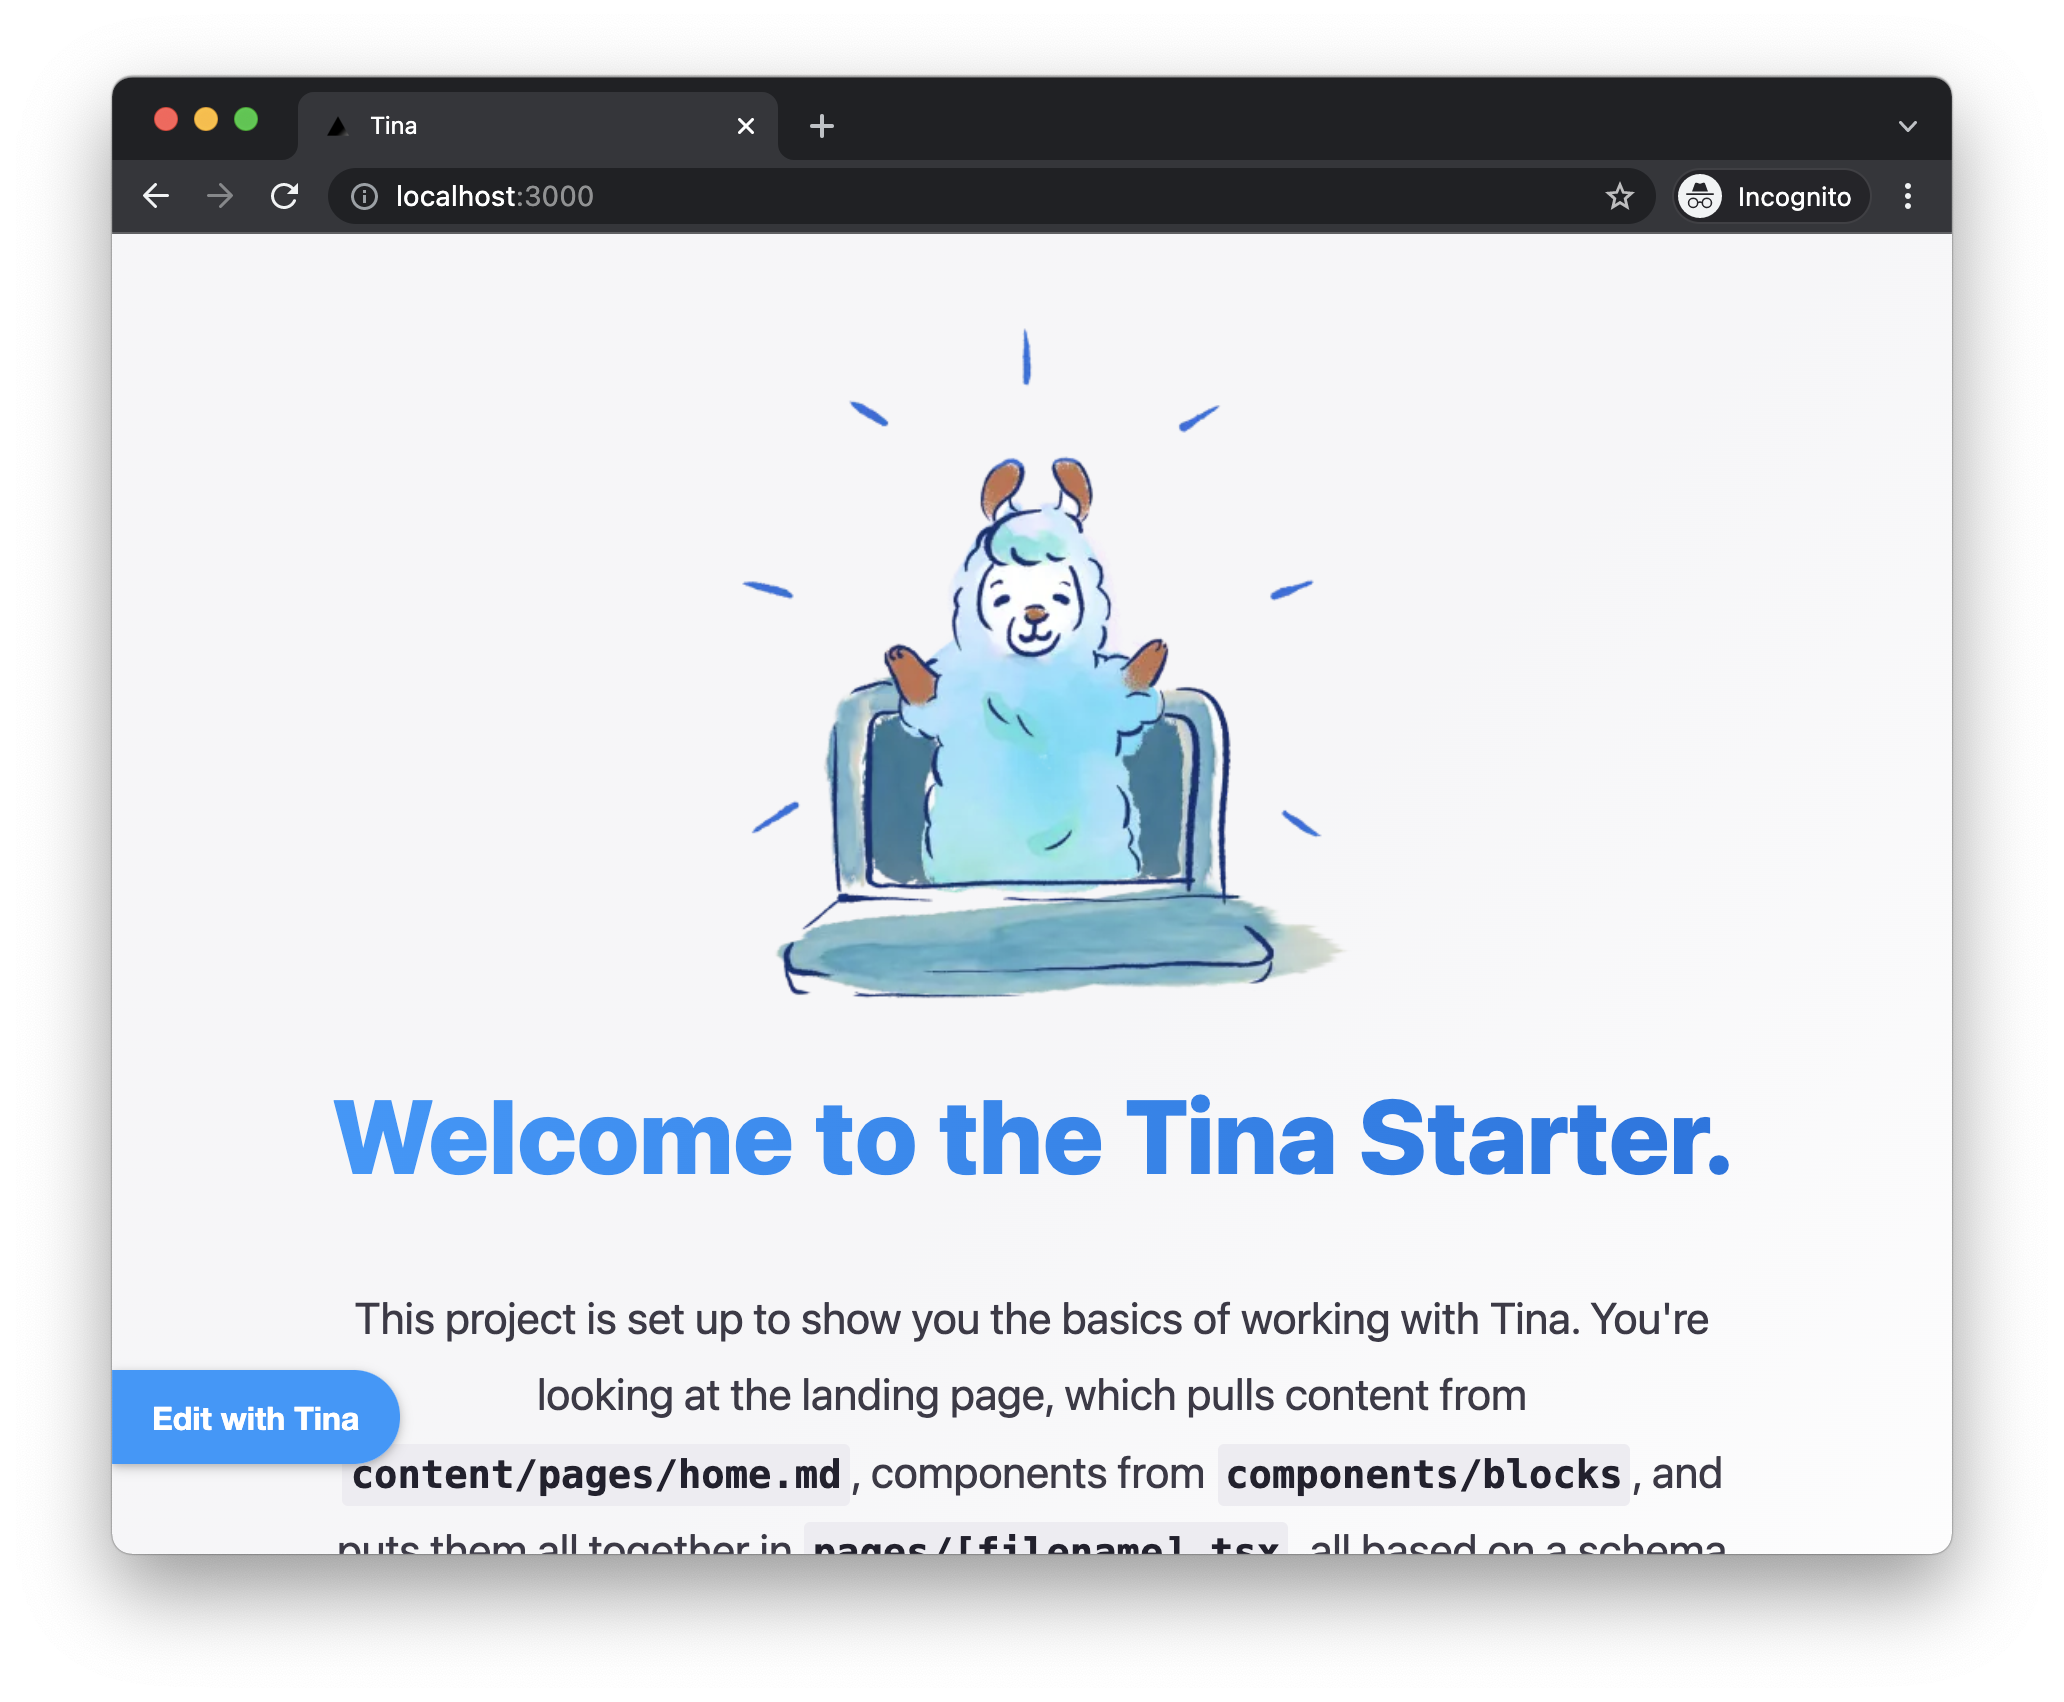 Tina
localhost:3000
Incognito
Welcome to the Tina Starter.
This project is set up to show you the basics of working with Tina. You're
looking at the landing page, which pulls content from
Edit with Tina
content/pages/home.md, components from components/blocks, and
puts them all together in pages/[filename].tsx all based on a schema